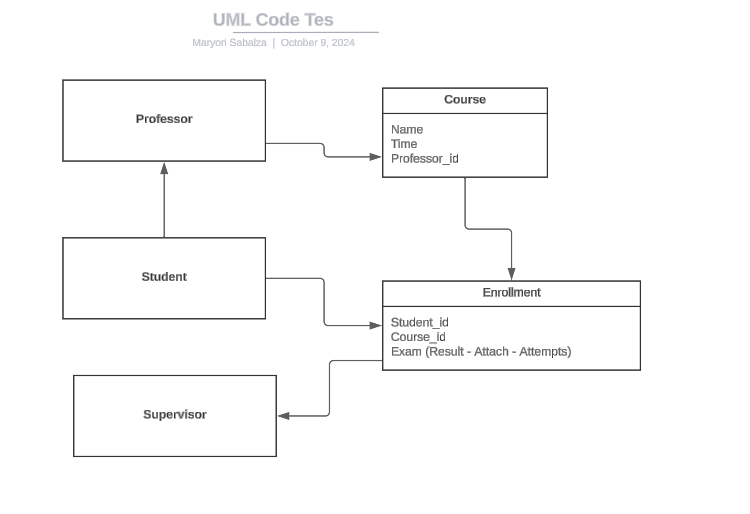 UML Code Tes
Maryori Sabalza | October 9, 2024
Professor
Course
Name
Time
Professor_id
Student
Enrollment
Student_id
Course_id
Exam (Result - Attach - Attempts)
Supervisor